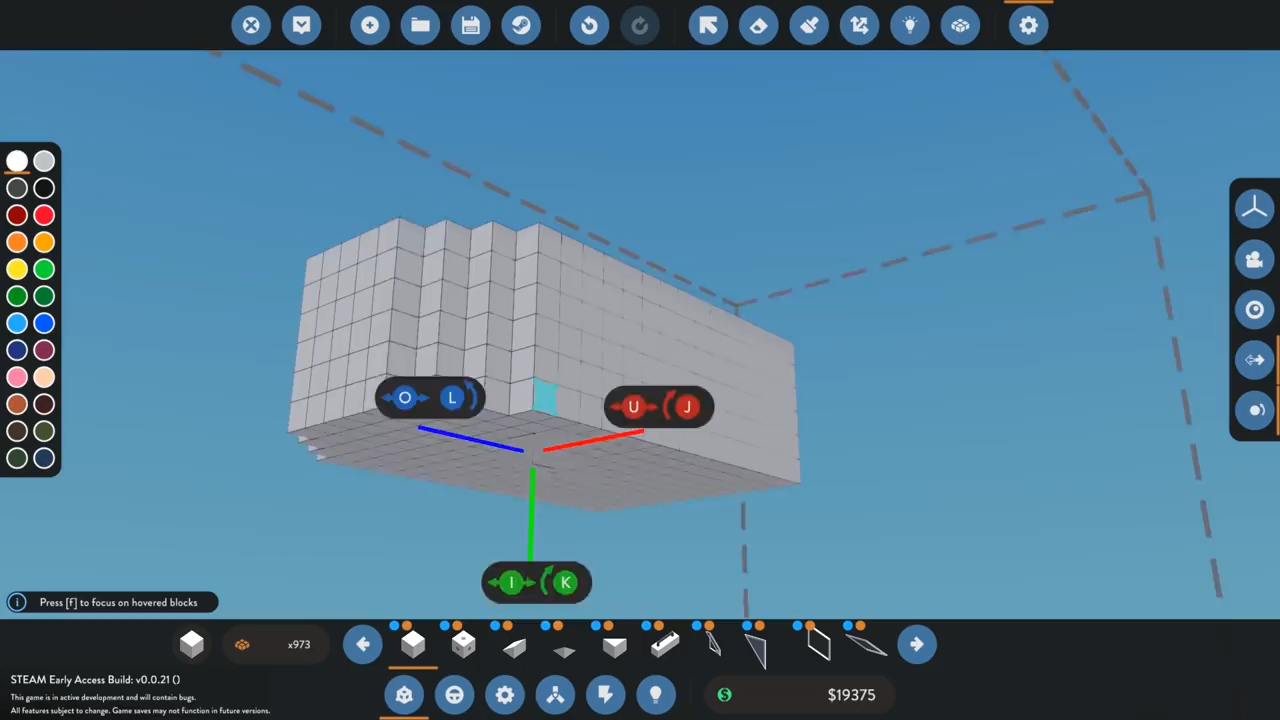 O L
U J
I K
Press [f] to focus on hovered blocks
x973
STEAM Early Access Build: v0.0.21 ()
This game is in active development and will contain bugs.
All features subject to change. Game saves may not function in future versions.
$ $19375